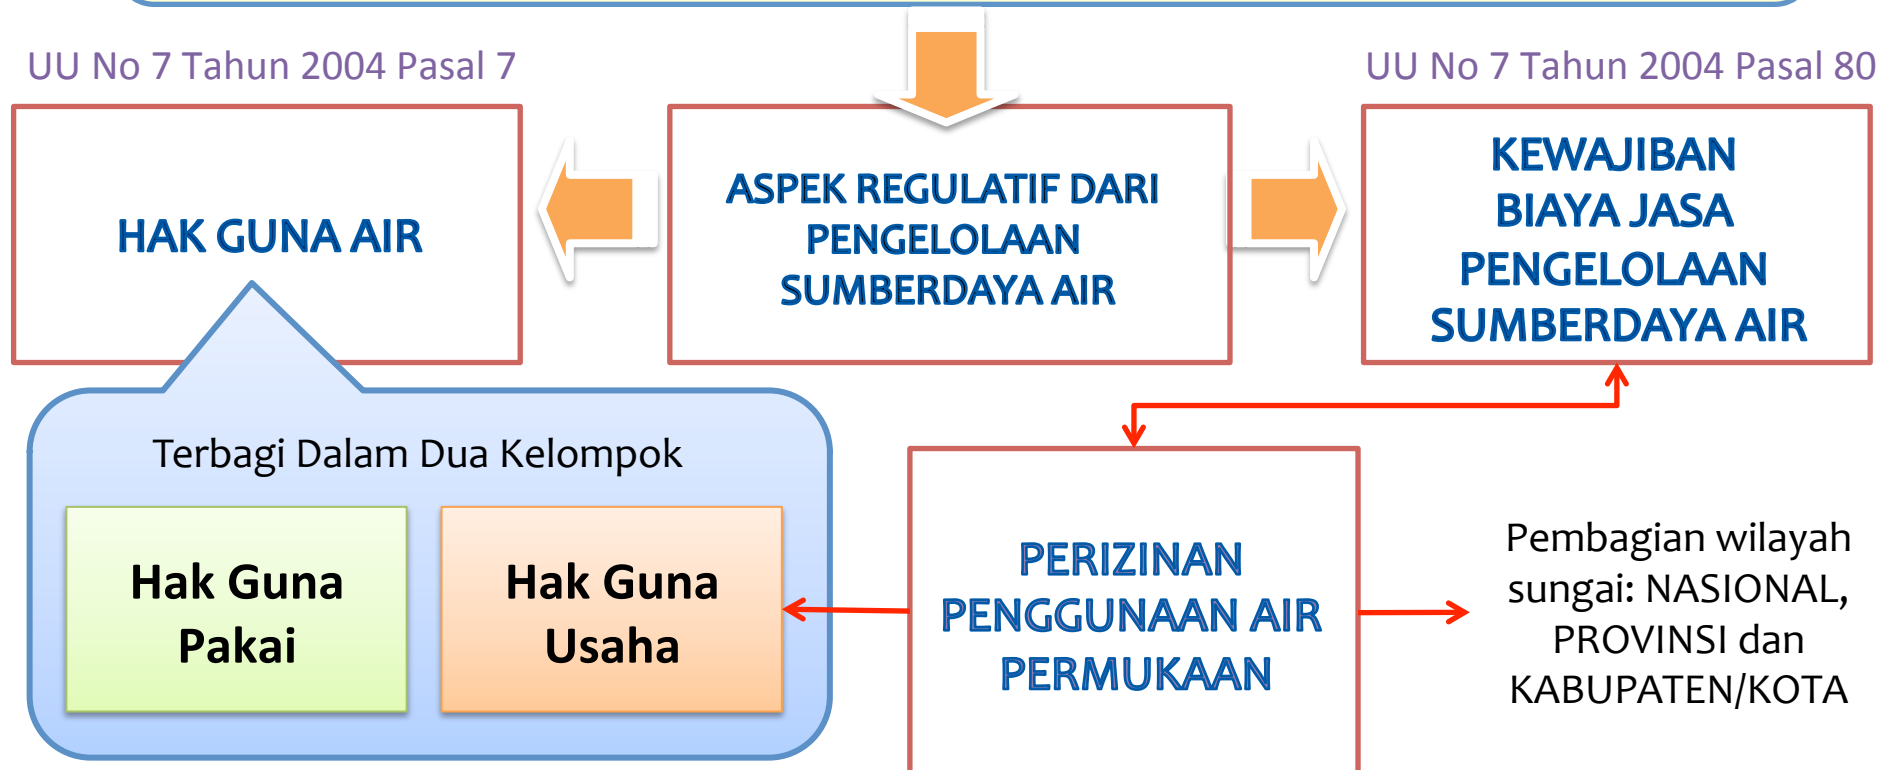 UU No 7 Tahun 2004 Pasal 7
UU No 7 Tahun 2004 Pasal 80
HAK GUNA AIR
ASPEK REGULATIF DARI
PENGELOLAAN
SUMBERDAYA AIR
KEWAJIBAN
BIAYA JASA
PENGELOLAAN
SUMBERDAYA AIR
Terbagi Dalam Dua Kelompok
Hak Guna
Pakai
Hak Guna
Usaha
PERIZINAN
PENGGUNAAN AIR
PERMUKAAN
Pembagian wilayah
sungai: NASIONAL,
PROVINSI dan
KABUPATEN/KOTA